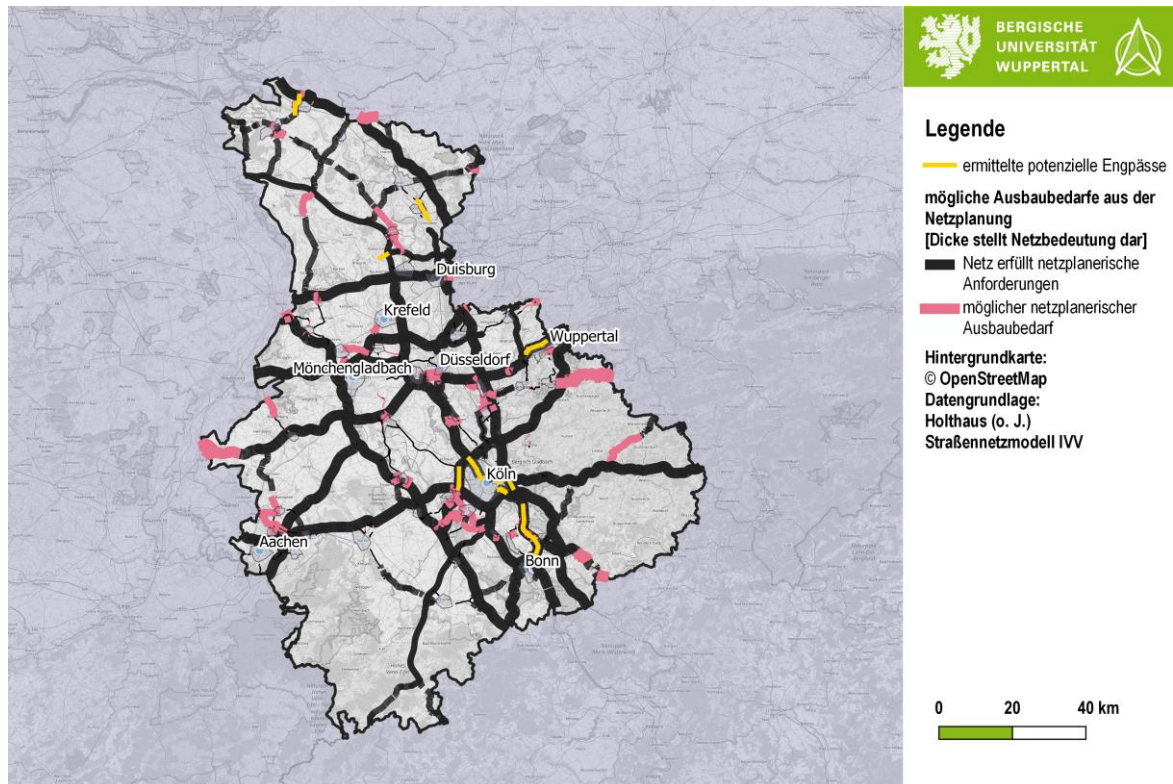 Duisburg
Krefeld
Wuppertal
Düsseldorf
Mönchengladbach
Köln
Aachen
Bonn
BERGISCHE
UNIVERSITÄT
WUPPERTAL
Legende
ermittelte potenzielle Engpässe
mögliche Ausbaubedarfe aus der
Netzplanung
[Dicke stellt Netzbedeutung dar]
Netz erfüllt netzplanerische
Anforderungen
möglicher netzplanerischer
Ausbaubedarf
Hintergrundkarte:
© OpenStreetMap
Datengrundlage:
Holthaus (o. J.)
Straßennetzmodell IVV
0 20 40 km